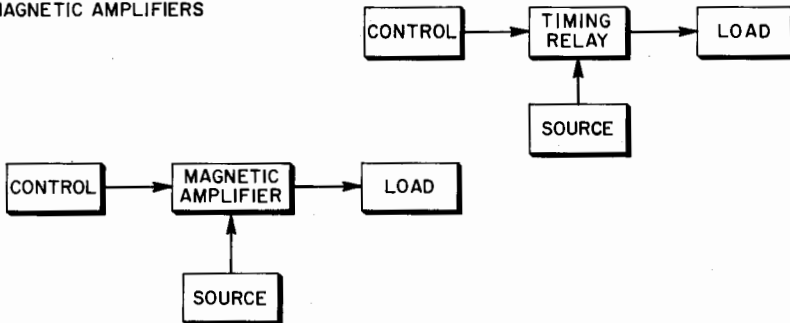 MAGNETIC AMPLIFIERS
CONTROL
TIMING
RELAY
LOAD
SOURCE
CONTROL
MAGNETIC
AMPLIFIER
LOAD
SOURCE